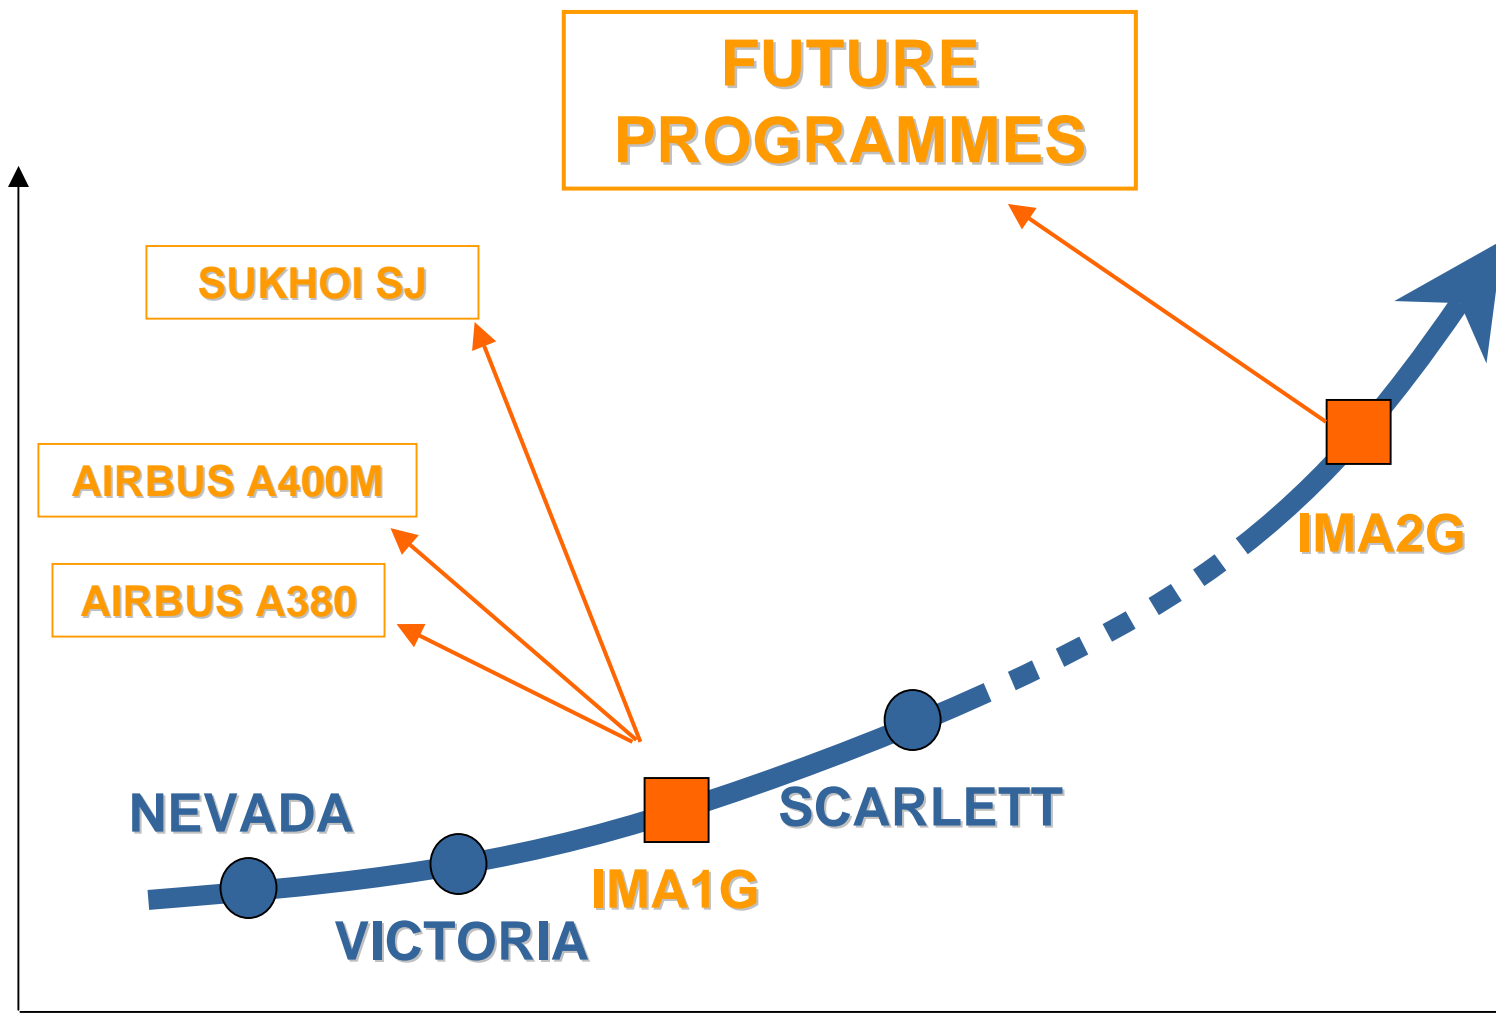 FUTURE
PROGRAMMES
SUKHOI SJ
AIRBUS A400M
AIRBUS A380
IMA2G
NEVADA
SCARLETT
IMA1G
VICTORIA